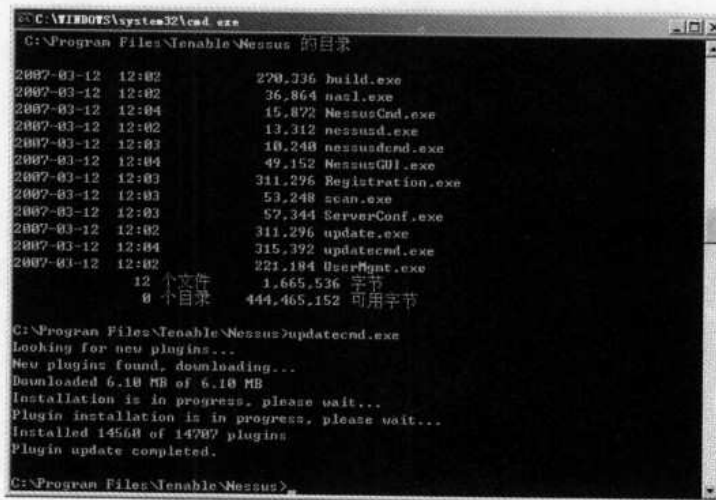 C:\WINDOWS\system32\cmd.exe
C:\Program Files\Tenable\Nessus 的目录
2007-03-12 12:02 270,336 build.exe
2007-03-12 12:02 36,864 nasl.exe
2007-03-12 12:04 15,872 NessusCmd.exe
2007-03-12 12:02 13,312 nessusd.exe
2007-03-12 12:03 10,240 nessusdcmd.exe
2007-03-12 12:04 49,152 NessusGUI.exe
2007-03-12 12:03 311,296 Registration.exe
2007-03-12 12:03 53,248 scan.exe
2007-03-12 12:03 57,344 ServerConf.exe
2007-03-12 12:02 311,296 update.exe
2007-03-12 12:04 315,392 updatecmd.exe
2007-03-12 12:02 221,184 UserMgmt.exe
12 个文件 1,665,536 字节
0 个目录 444,465,152 可用字节
C:\Program Files\Tenable\Nessus>updatecmd.exe
Looking for new plugins...
New plugins found, downloading...
Downloaded 6.10 MB of 6.10 MB
Installation is in progress, please wait...
Plugin installation is in progress, please wait...
Installed 14560 of 14707 plugins
Plugin update completed.
C:\Program Files\Tenable\Nessus>_